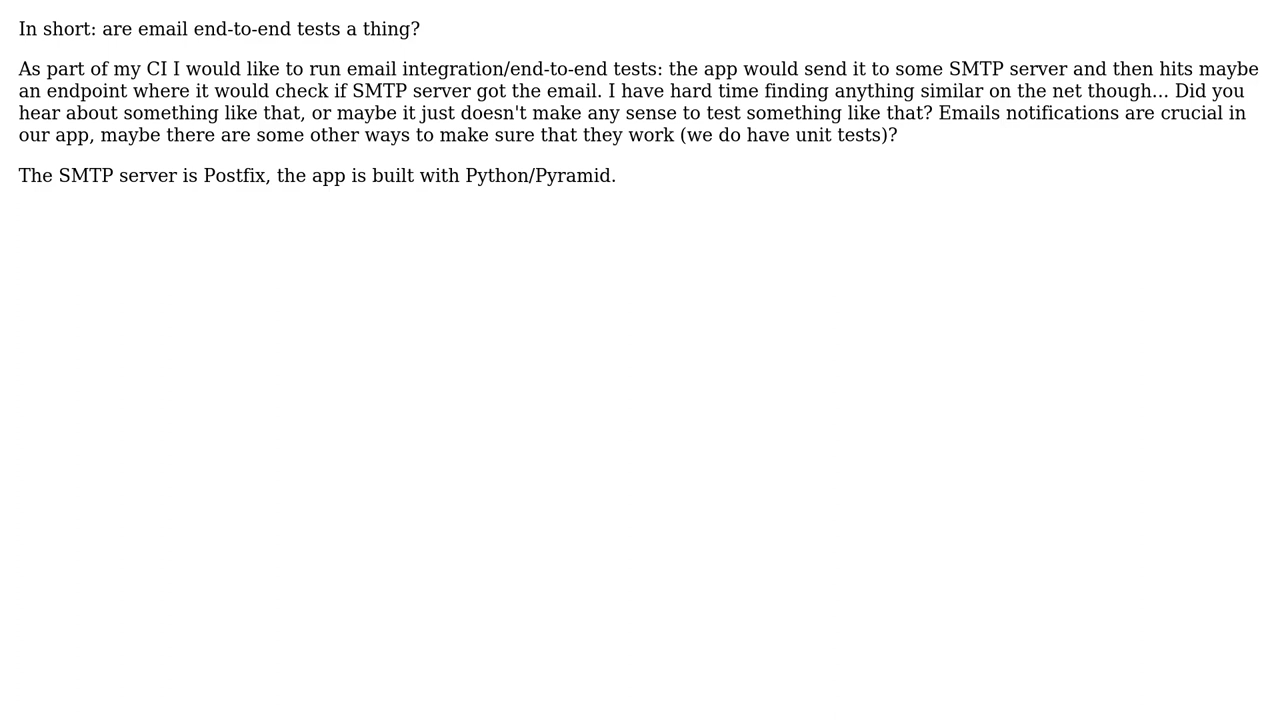 In short: are email end-to-end tests a thing?
As part of my CI I would like to run email integration/end-to-end tests: the app would send it to some SMTP server and then hits maybe
an endpoint where it would check if SMTP server got the email. I have hard time finding anything similar on the net though... Did you
hear about something like that, or maybe it just doesn't make any sense to test something like that? Emails notifications are crucial in
our app, maybe there are some other ways to make sure that they work (we do have unit tests)?
The SMTP server is Postfix, the app is built with Python/Pyramid.